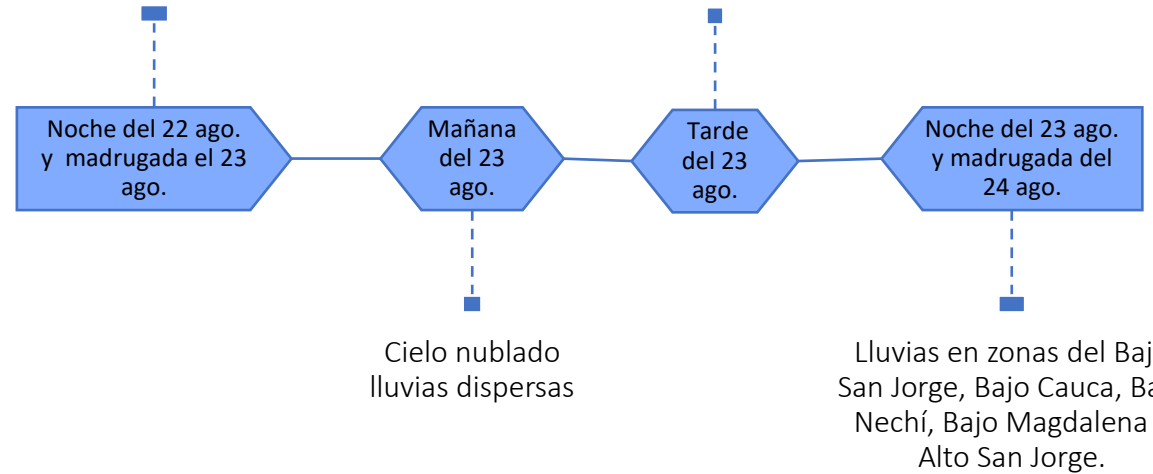 Noche del 22 ago.
y madrugada el 23
ago.
Mañana
del 23
ago.
Tarde
del 23
ago.
Noche del 23 ago.
y madrugada del
24 ago.
Cielo nublado
lluvias dispersas
Lluvias en zonas del
San Jorge, Bajo Cauca,
Nechí, Bajo Magdalena
Alto San Jorge.